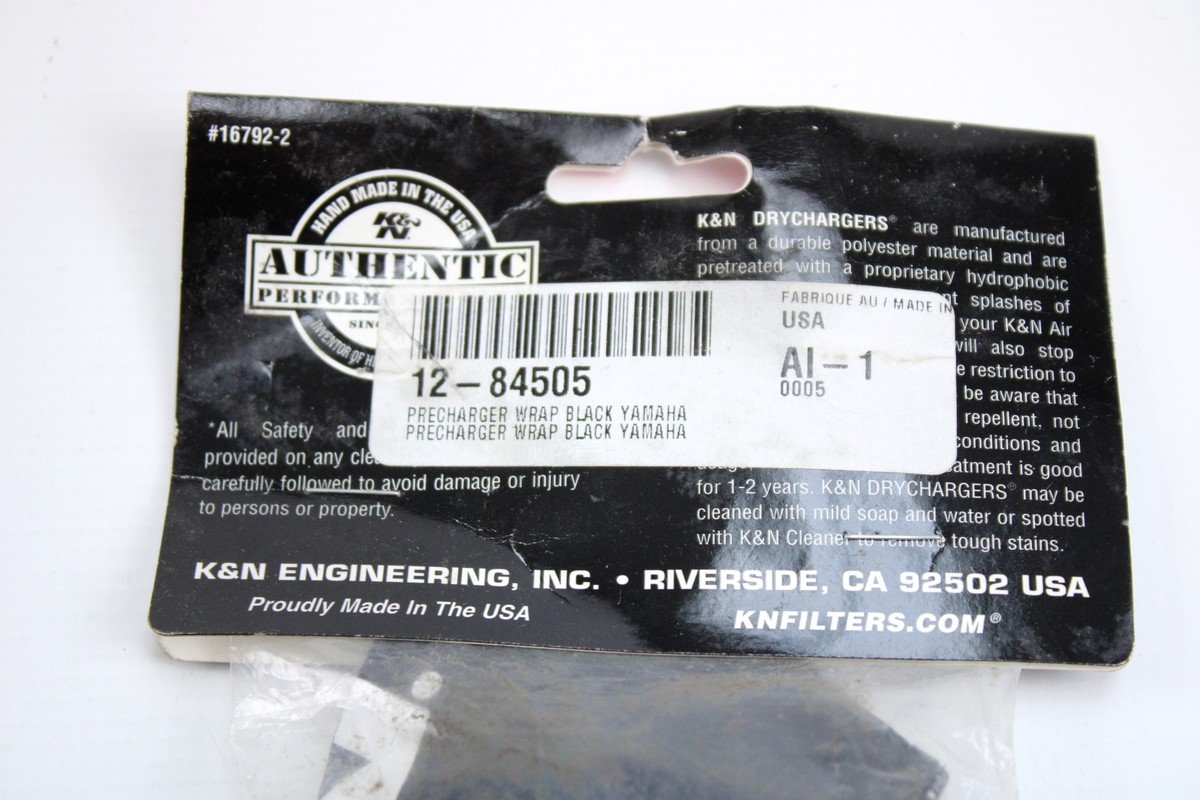 #16792-2
HAND MADE IN THE USA
K&N
AUTHENTIC
PERFORM
SINC
INVENTOR OF H
*All Safety and
provided on any cle
carefully followed to avoid damage or injury
to persons or property.
K&N DRYCHARGERS® are manufactured
from a durable polyester material and are
pretreated with a proprietary hydrophobic
nt splashes of
your K&N Air
will also stop
e restriction to
be aware that
repellent, not
conditions and
atment is good
for 1-2 years. K&N DRYCHARGERS® may be
cleaned with mild soap and water or spotted
with K&N Cleaner to remove tough stains.
12-84505
PRECHARGER WRAP BLACK YAMAHA
PRECHARGER WRAP BLACK YAMAHA
FABRIQUE AU / MADE IN
USA
AI-1
0005
K&N ENGINEERING, INC. • RIVERSIDE, CA 92502 USA
Proudly Made In The USA
KNFILTERS.COM®